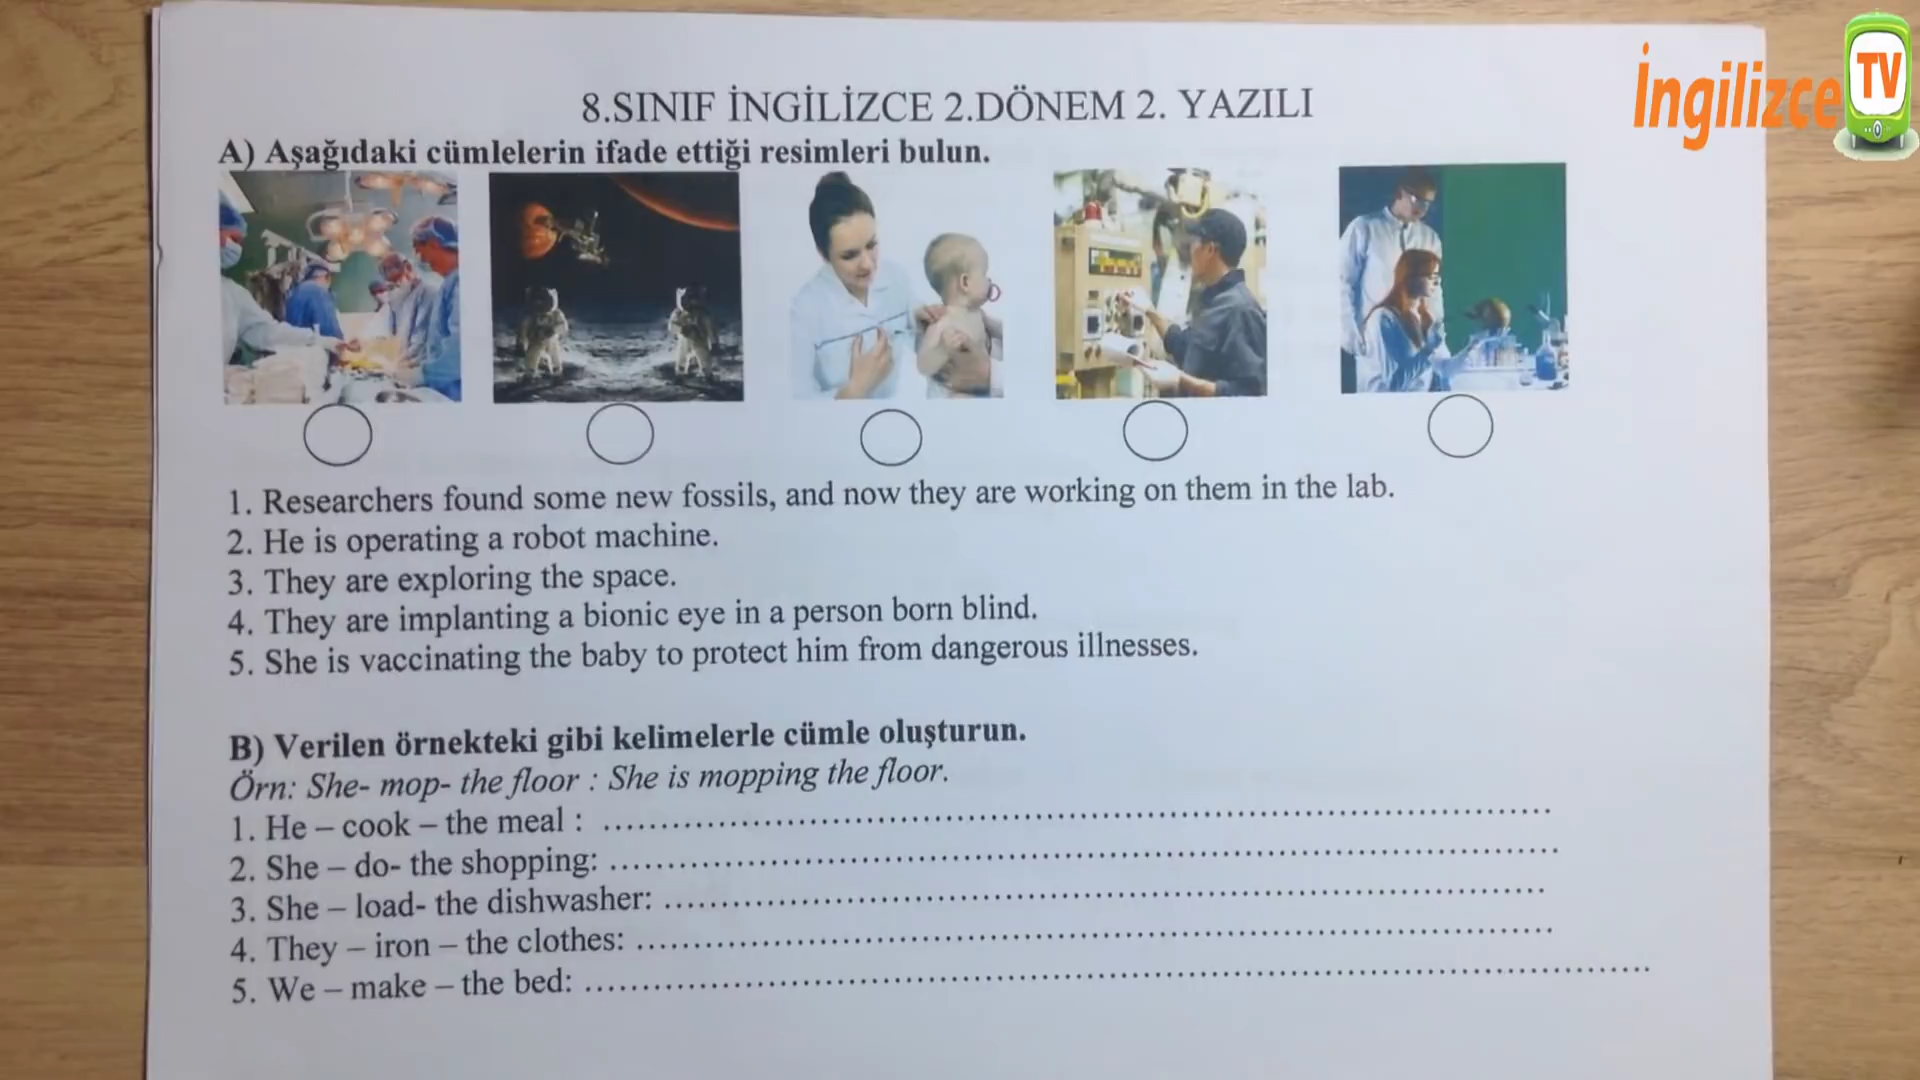 8.SINIF İNGİLİZCE 2.DÖNEM 2. YAZILI
İngilizce TV
A) Aşağıdaki cümlelerin ifade ettiği resimleri bulun.
1. Researchers found some new fossils, and now they are working on them in the lab.
2. He is operating a robot machine.
3. They are exploring the space.
4. They are implanting a bionic eye in a person born blind.
5. She is vaccinating the baby to protect him from dangerous illnesses.
B) Verilen örnekteki gibi kelimelerle cümle oluşturun.
Örn: She- mop- the floor : She is mopping the floor.
1. He – cook – the meal : ........................................................................
2. She – do- the shopping: ........................................................................
3. She – load- the dishwasher: ........................................................................
4. They – iron – the clothes: ........................................................................
5. We – make – the bed: ........................................................................